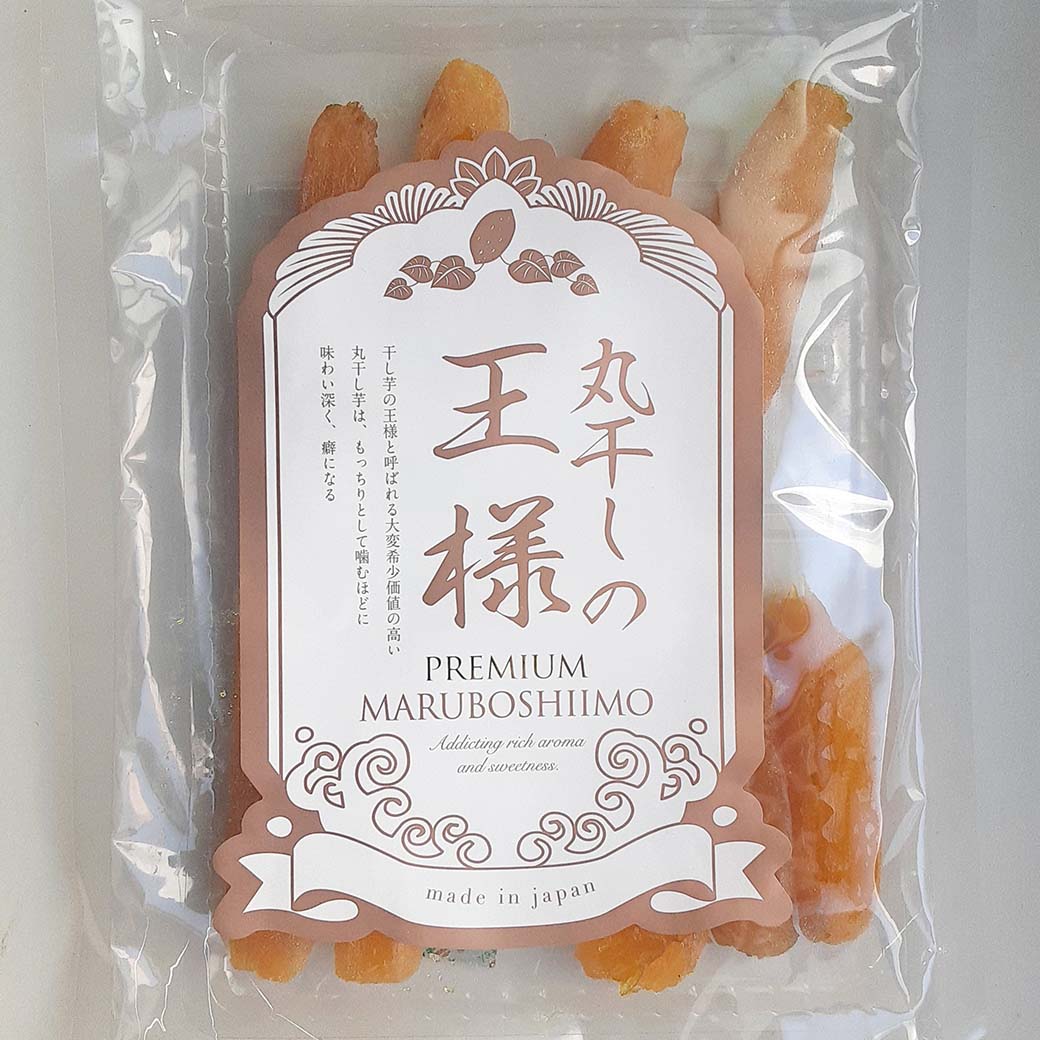 丸干しの
王様
干し芋の王様と呼ばれる大変希少価値の高い
丸干し芋は、もっちりとして噛むほどに
味わい深く、癖になる
PREMIUM
MARUBOSHIIMO
Addicting rich aroma
and sweetness.
made in japan